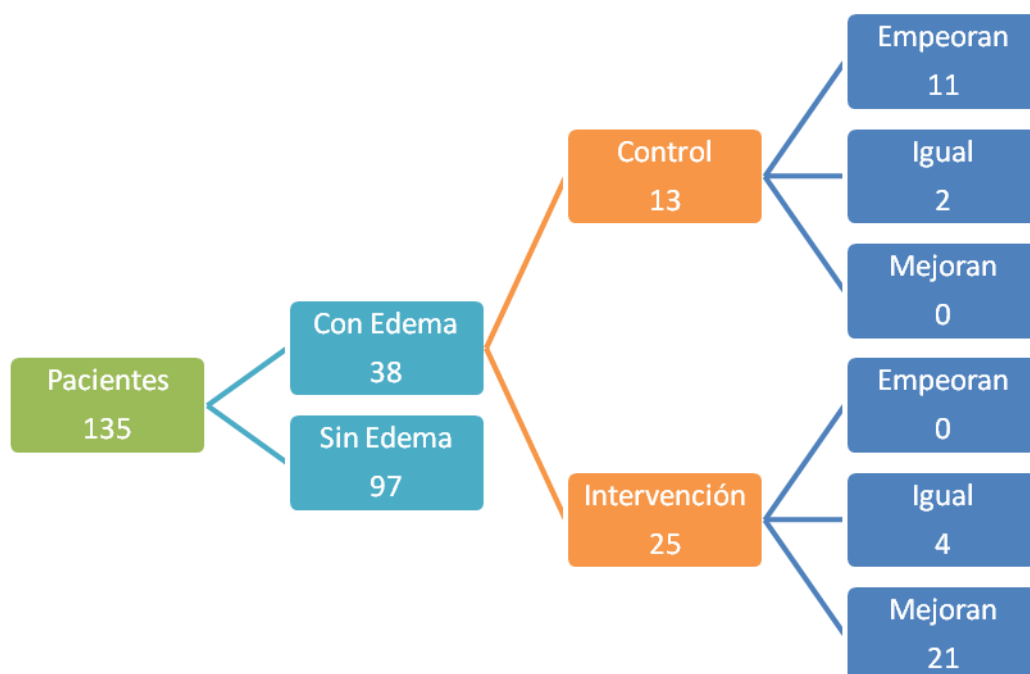 Pacientes
135
Con Edema
38
Sin Edema
97
Control
13
Intervención
25
Empeoran
11
Igual
2
Mejoran
0
Empeoran
0
Igual
4
Mejoran
21